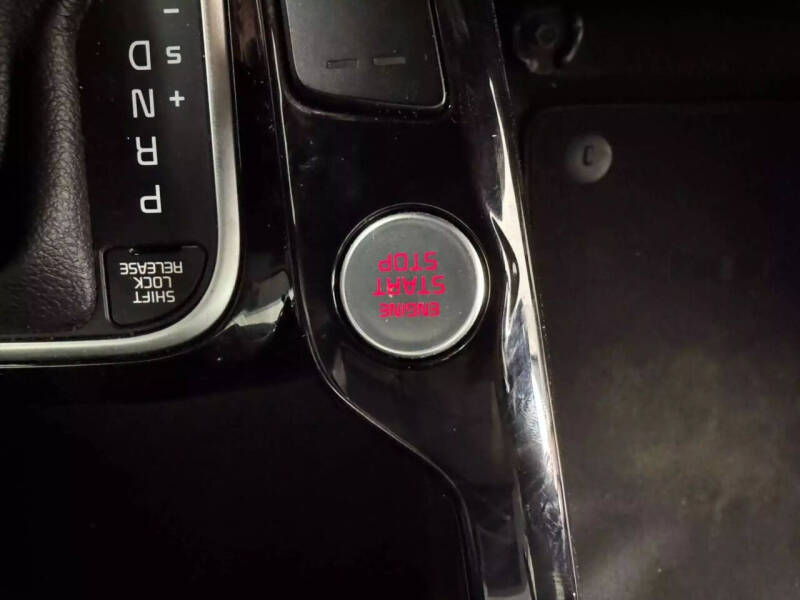 P
R
N
D
+
S
−
SHIFT
LOCK
RELEASE
ENGINE
START
STOP